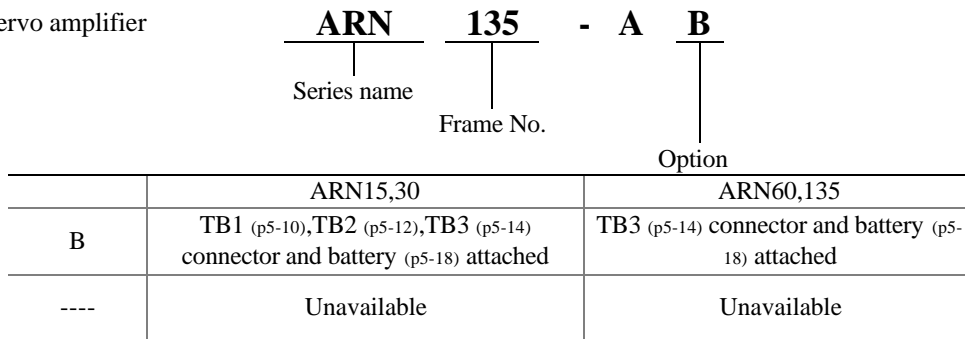 ervo amplifier
ARN 135 - A B
Series name
Frame No.
Option
ARN15,30 ARN60,135
B TB1 (p5-10),TB2 (p5-12),TB3 (p5-14) connector and battery (p5-18) attached TB3 (p5-14) connector and battery (p5-18) attached
---- Unavailable Unavailable